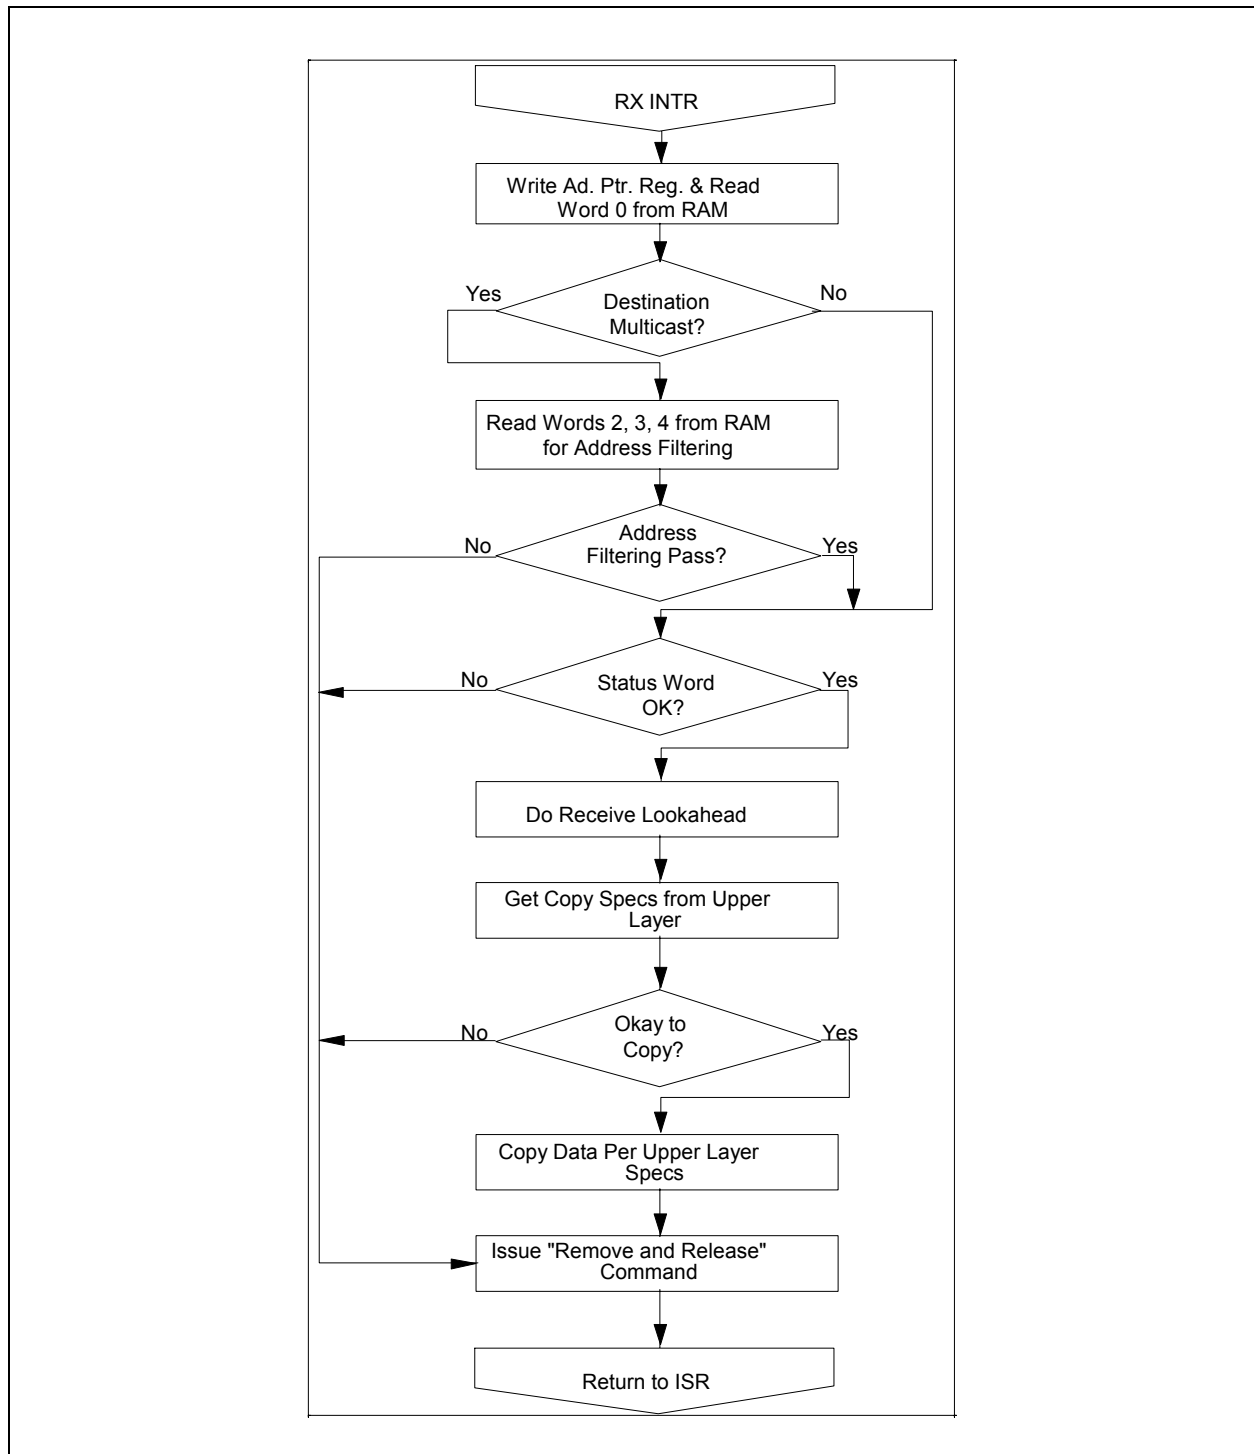 RX INTR
Write Ad. Ptr. Reg. & Read
Word 0 from RAM
Yes
No
Destination
Multicast?
Read Words 2, 3, 4 from RAM
for Address Filtering
No
Address
Filtering Pass?
Yes
No
Status Word
OK?
Yes
Do Receive Lookahead
Get Copy Specs from Upper
Layer
No
Okay to
Copy?
Yes
Copy Data Per Upper Layer
Specs
Issue "Remove and Release"
Command
Return to ISR